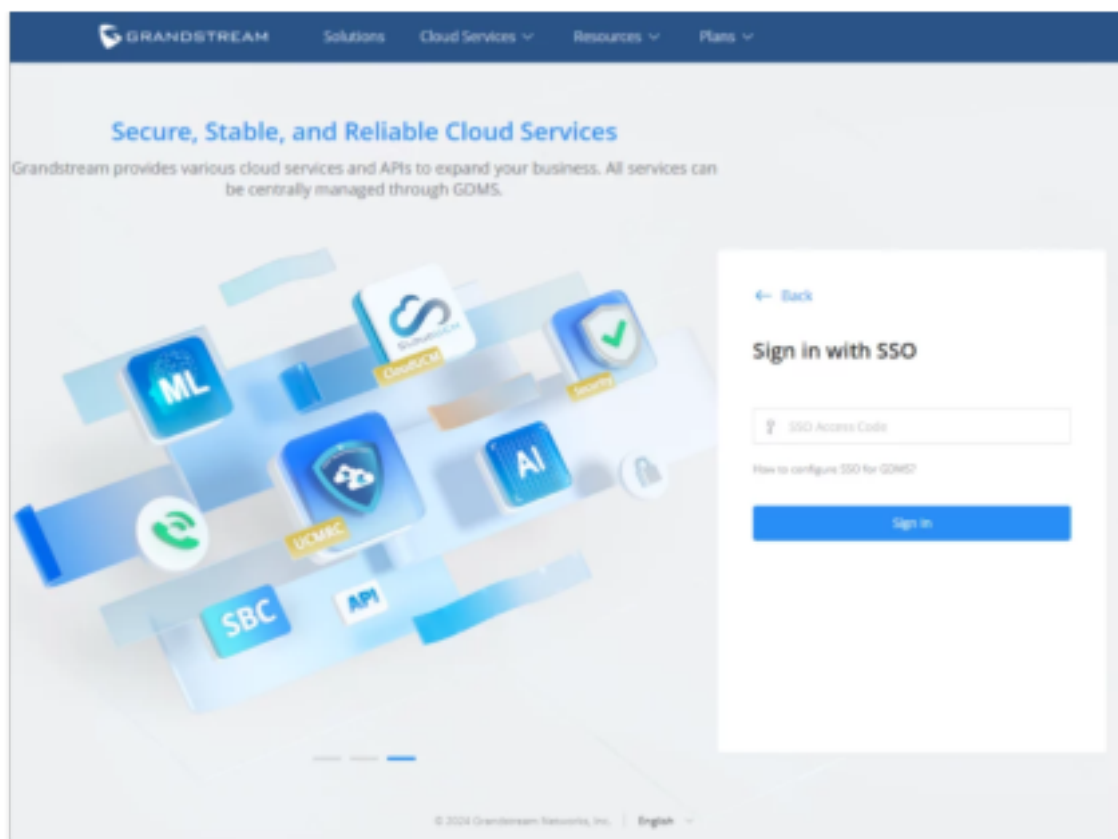 GRANDSTREAM Solutions Cloud Services Resources Plans
Secure, Stable, and Reliable Cloud Services
Grandstream provides various cloud services and APIs to expand your business. All services can
be centrally managed through GDMS.
← Back
Sign in with SSO
SSO Access Code
How to configure SSO for GDMS?
Sign in
CloudUCM
CloudUCM
ML
Security
AI
UCMRC
SBC
API
© 2024 Grandstream Networks, Inc. English